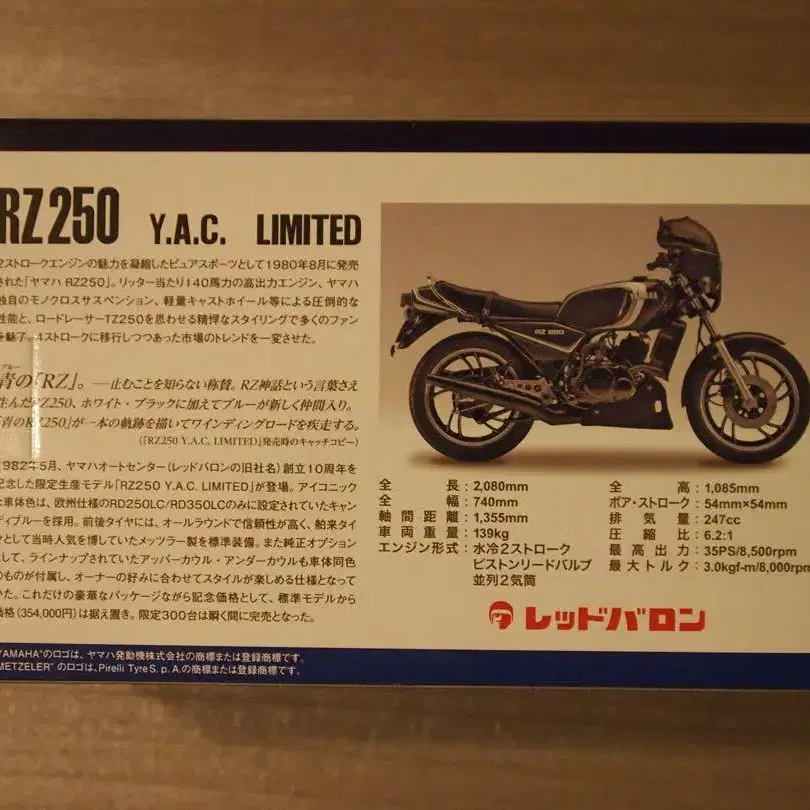 RZ250 Y.A.C. LIMITED
2ストロークエンジンの魅力を凝縮したピュアスポーツとして1980年8月に発売
された「ヤマハ RZ250」。リッター当たり140馬力の高出力エンジン、ヤマハ
独自のモノクロスサスペンション、軽量キャストホイール等による圧倒的な
性能と、ロードレーサーTZ250を思わせる精悍なスタイリングで多くのファン
を魅了。4ストロークに移行しつつあった市場のトレンドを一変させた。
ブルー
青の「RZ」。―止むことを知らない称賛。RZ神話という言葉さえ
生んだRZ250、ホワイト・ブラックに加えてブルーが新しく仲間入り。
「青のRZ250」が一本の軌跡を描いてワインディングロードを疾走する。
(「RZ250 Y.A.C. LIMITED」発売時のキャッチコピー)
1982年5月、ヤマハオートセンター(レッドバロンの旧社名)創立10周年を
記念した限定生産モデル「RZ250 Y.A.C. LIMITED」が登場。アイコニック
な車体色は、欧州仕様のRD250LC/RD350LCのみに設定されていたキャン
ディブルーを採用。前後タイヤには、オールラウンドで信頼性が高く、舶来タイ
ヤとして当時人気を博していたメッツラー製を標準装備。また純正オプション
として、ラインナップされていたアッパーカウル・アンダーカウルも車体同色
のものが付属し、オーナーの好みに合わせてスタイルが楽しめる仕様となって
いた。これだけの豪華なパッケージながら記念価格として、標準モデルから
価格(354,000円)は据え置き。限定300台は瞬く間に完売となった。
YAMAHA
RZ 250
全長:2,080mm
全幅:740mm
軸間距離:1,355mm
車両重量:139kg
エンジン形式:水冷2ストローク
ピストンリードバルブ
並列2気筒
全高:1,085mm
ボア・ストローク:54mm×54mm
排気量:247cc
圧縮比:6.2:1
最高出力:35PS/8,500rpm
最大トルク:3.0kgf-m/8,000rpm
レッドバロン
YAMAHA"のロゴは、ヤマハ発動機株式会社の商標または登録商標です。
METZELER"のロゴは、Pirelli Tyre S. p. A.の商標または登録商標です。